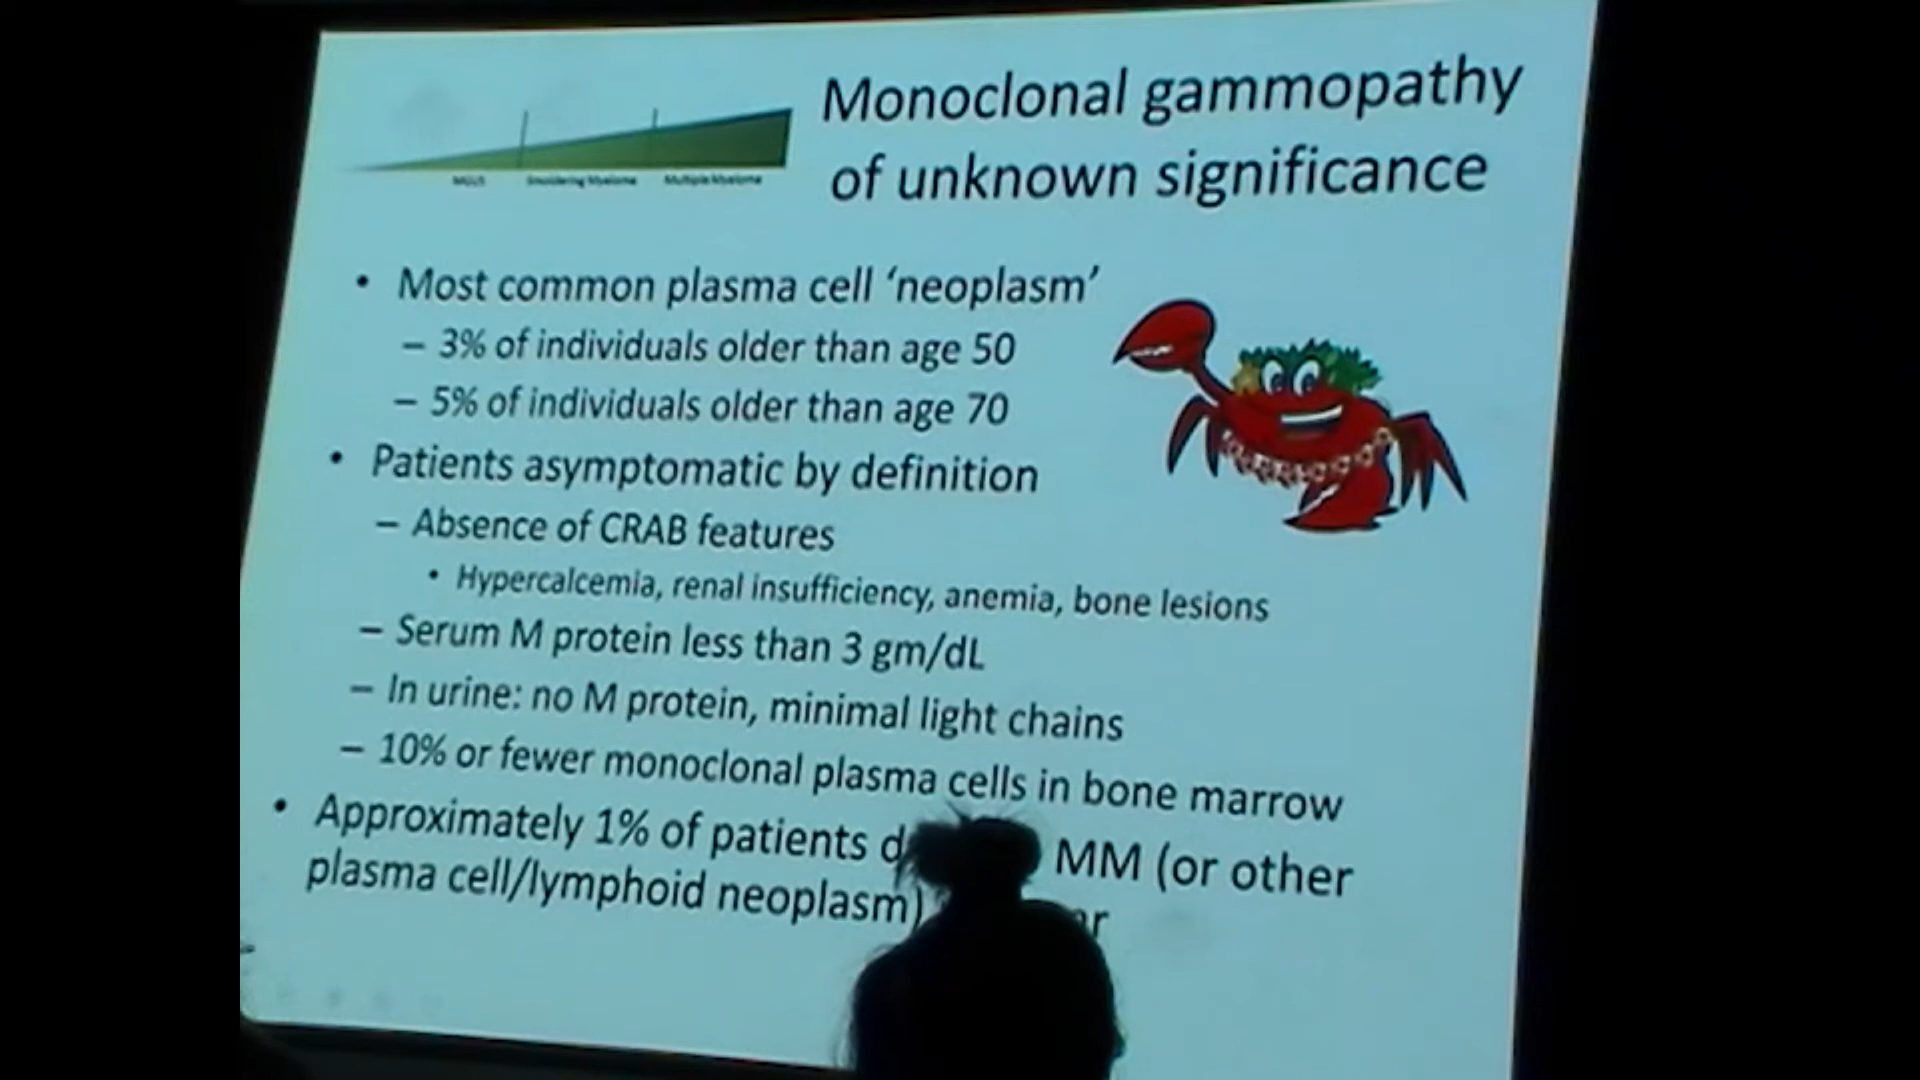 Monoclonal gammopathy
of unknown significance
MGUS Smoldering Myeloma Multiple Myeloma
• Most common plasma cell ‘neoplasm’
– 3% of individuals older than age 50
– 5% of individuals older than age 70
• Patients asymptomatic by definition
– Absence of CRAB features
• Hypercalcemia, renal insufficiency, anemia, bone lesions
– Serum M protein less than 3 gm/dL
– In urine: no M protein, minimal light chains
– 10% or fewer monoclonal plasma cells in bone marrow
• Approximately 1% of patients MM (or other
plasma cell/lymphoid neoplasm)